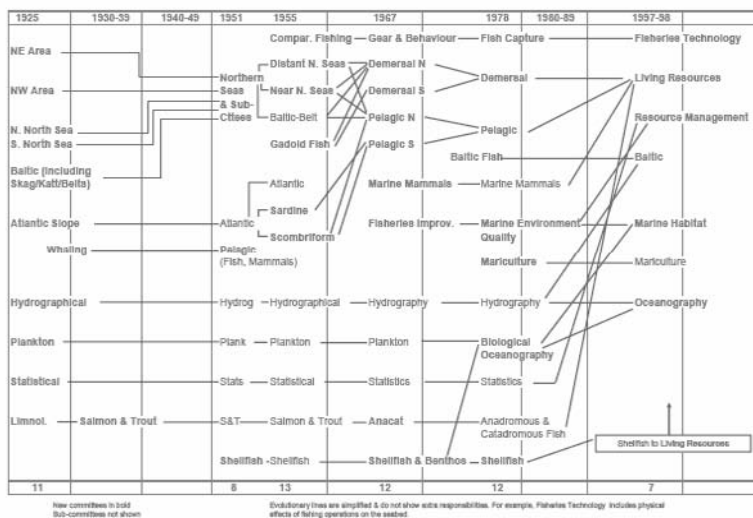 1925 1930-39 1940-49 1951 1955 1967 1978 1980-89 1997-98
Compar. Fishing Gear & Behaviour Fish Capture Fisheries Technology
NE Area
Distant N. Seas Demersal N
Northern Demersal Living Resources
NW Area Seas Near N. Seas Demersal S
& Sub-
Cttees Baltic-Belt Pelagic N Resource Management
N. North Sea Pelagic
S. North Sea Gadoid Fish Pelagic S
Baltic Fish Baltic
Baltic (including
Skag/Katt/Belts) Atlantic Marine Mammals Marine Mammals
Sardine
Atlantic Slope Atlantic Fisheries Improv. Marine Environment Marine Habitat
Scombriform Quality
Whaling Pelagic
(Fish, Mammals) Mariculture Mariculture
Hydrographical Hydrog Hydrographical Hydrography Hydrography Oceanography
Plankton Plank Plankton Plankton Biological
Oceanography
Statistical Stats Statistical Statistics Statistics
Limnol. Salmon & Trout S&T Salmon & Trout Anacat Anadromous &
Catadromous Fish
Shellfish to Living Resources
Shellfish Shellfish Shellfish & Benthos Shellfish
11 8 13 12 12 7
New committees in bold
Sub-committees not shown
Evolutionary lines are simplified & do not show extra responsibilities. For example, Fisheries Technology includes physical
effects of fishing operations on the seabed.